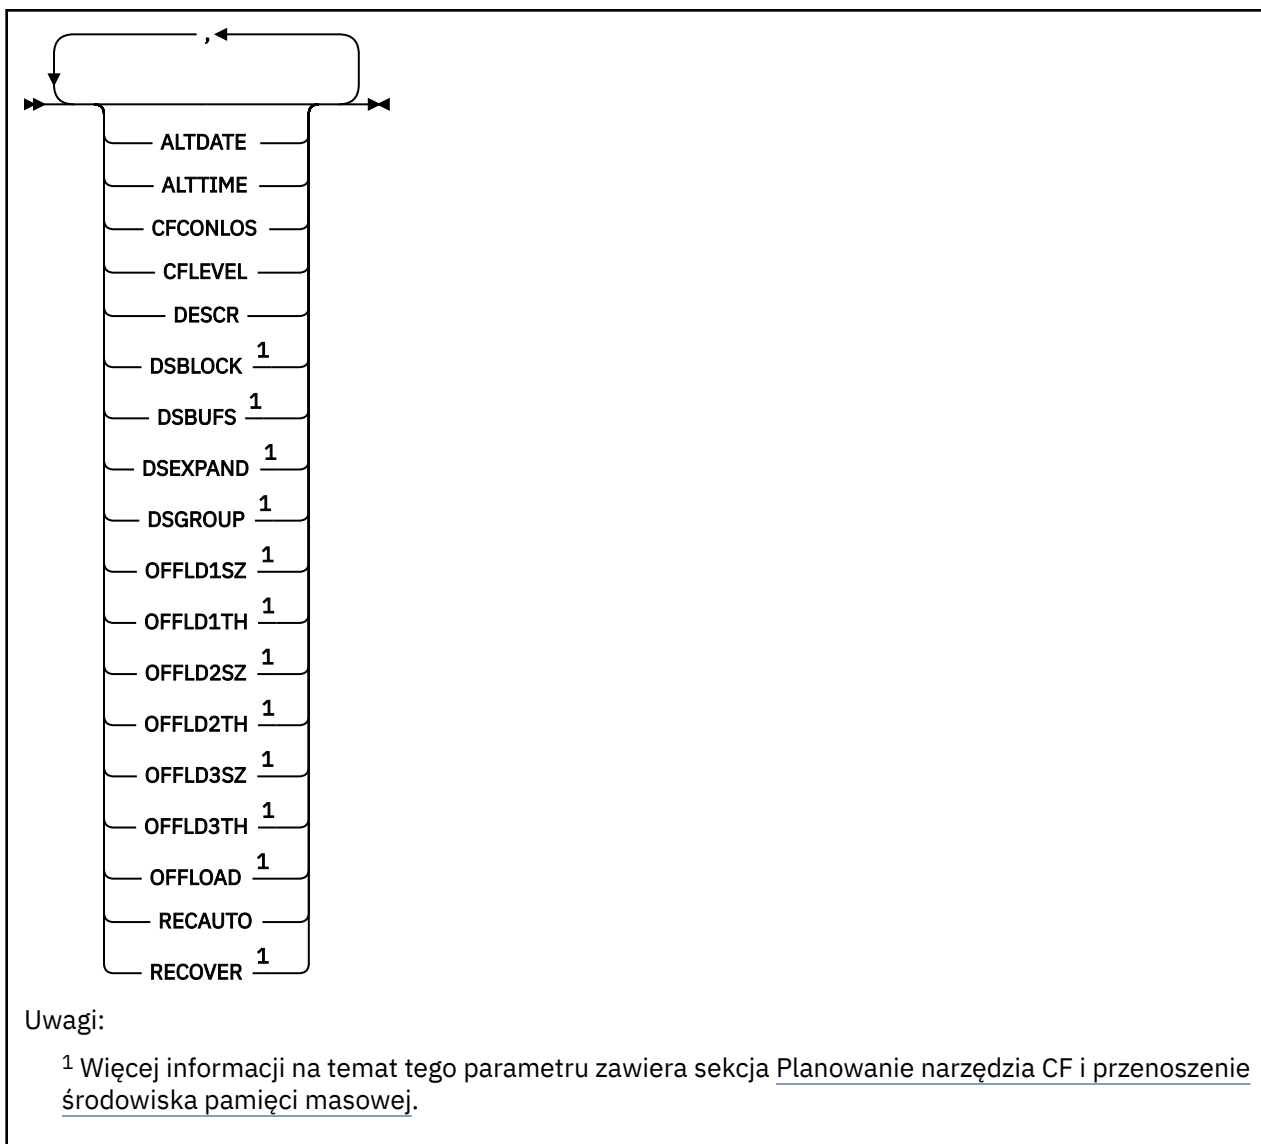 ,
ALTDATE
ALTTIME
CFCONLOS
CFLEVEL
DESCR
DSBLOCK 1
DSBUFS 1
DSEXPAND 1
DSGROUP 1
OFFLD1SZ 1
OFFLD1TH 1
OFFLD2SZ 1
OFFLD2TH 1
OFFLD3SZ 1
OFFLD3TH 1
OFFLOAD 1
RECAUTO
RECOVER 1
Uwagi:
1 Więcej informacji na temat tego parametru zawiera sekcja Planowanie narzędzia CF i przenoszenie
środowiska pamięci masowej.